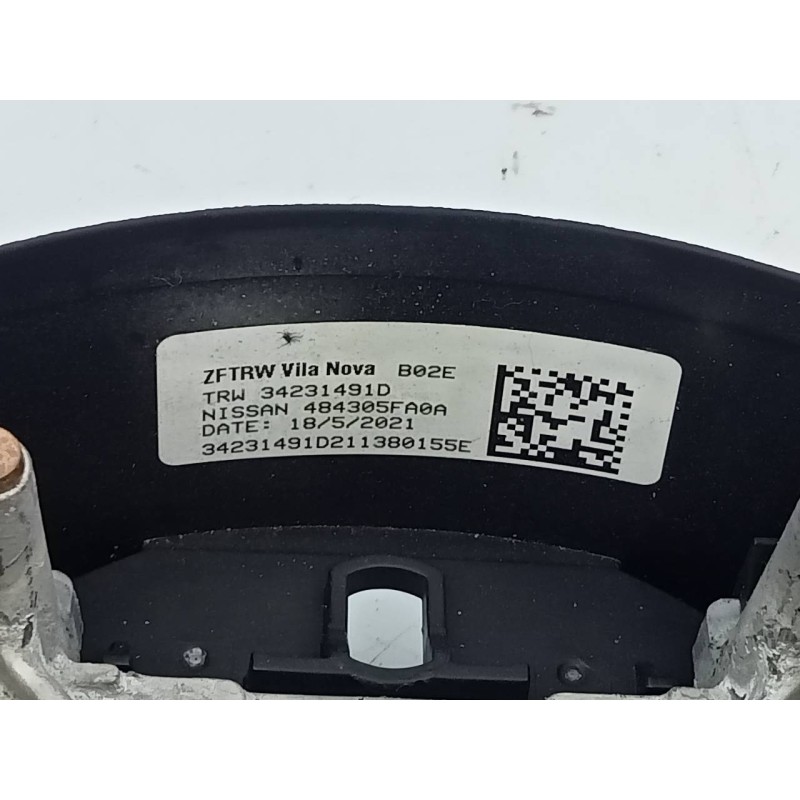 ZFTRW Vila Nova B02E
TRW 34231491D
NISSAN 484305FA0A
DATE: 18/5/2021
34231491D211380155E